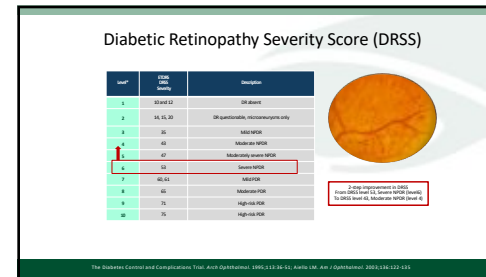 Diabetic Retinopathy Severity Score (DRSS)
Level* ETDRS DRSS Severity Description
1 10 and 12 DR absent
2 14, 15, 20 DR questionable, microaneurysms only
3 35 Mild NPDR
4 43 Moderate NPDR
5 47 Moderately severe NPDR
6 53 Severe NPDR
7 60, 61 Mild PDR
8 65 Moderate PDR
9 71 High-risk PDR
10 75 High-risk PDR
2-step improvement in DRSS
From DRSS level 53, Severe NPDR (level6)
To DRSS level 43, Moderate NPDR (level 4)
The Diabetes Control and Complications Trial. Arch Ophthalmol. 1995;113:36-51; Aiello LM. Am J Ophthalmol. 2003;136:122-135